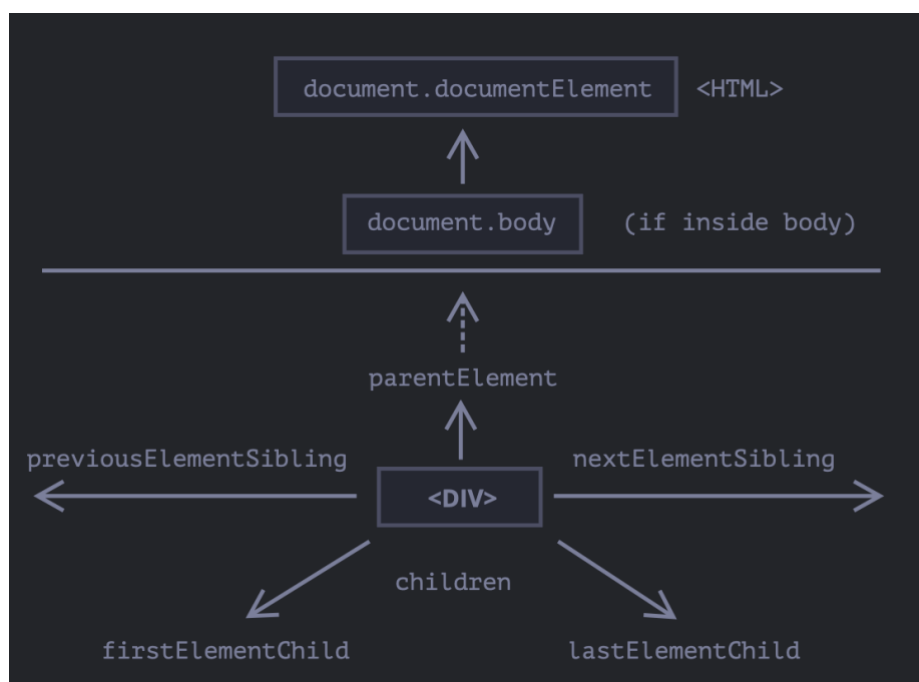 document.documentElement <HTML>
document.body (if inside body)
parentElement
previousElementSibling nextElementSibling
<DIV>
children
firstElementChild lastElementChild